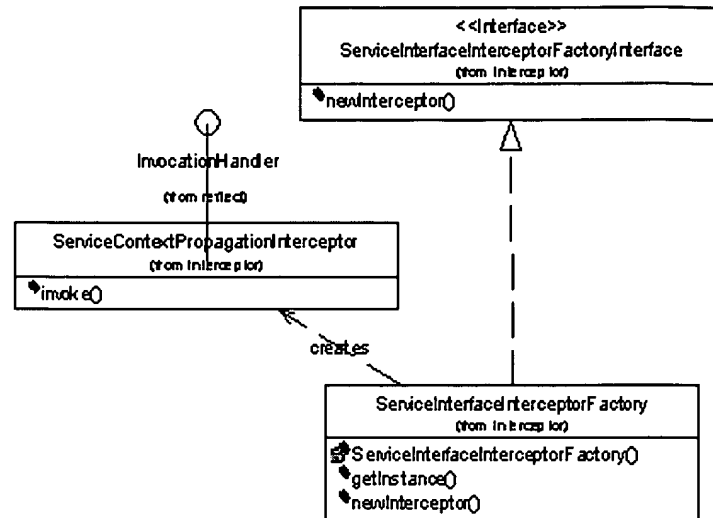 <<Interface>>
ServiceInterfaceInterceptorFactoryInterface
(from Interceptor)
newInterceptor()
InvocationHandler
(from reflect)
ServiceContextPropagationInterceptor
(from Interceptor)
invoke()
creates
ServiceInterfaceInterceptorFactory
(from Interceptor)
ServiceInterfaceInterceptorFactory()
getInstance()
newInterceptor()